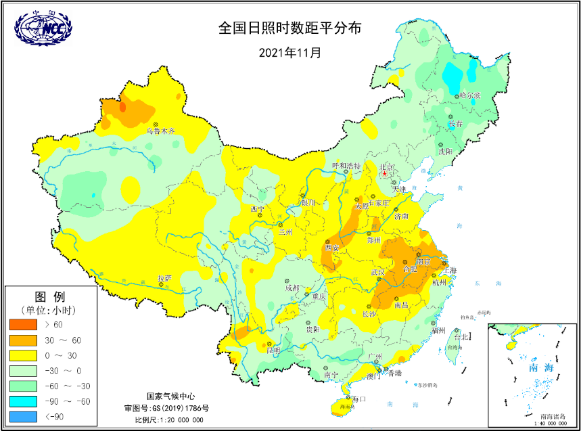 中国
NCC
全国日照时数距平分布
2021年11月
哈尔滨
长春
乌鲁木齐
沈阳
呼和浩特
北京
天津
银川
太原
石家庄
济南
西宁
兰州
郑州
西安
南京
合肥
上海
拉萨
成都
武汉
杭州
重庆
南昌
长沙
贵阳
福州
台北
昆明
广州
南宁
澳门
香港
海口
图 例
(单位:小时)
> 60
30 ～ 60
0 ～ 30
-30 ～ 0
-60 ～ -30
-90 ～ -60
<-90
国家气候中心
审图号:GS(2019)1786号
比例尺:1:20 000 000
南 海
南海诸岛
1:40 000 000